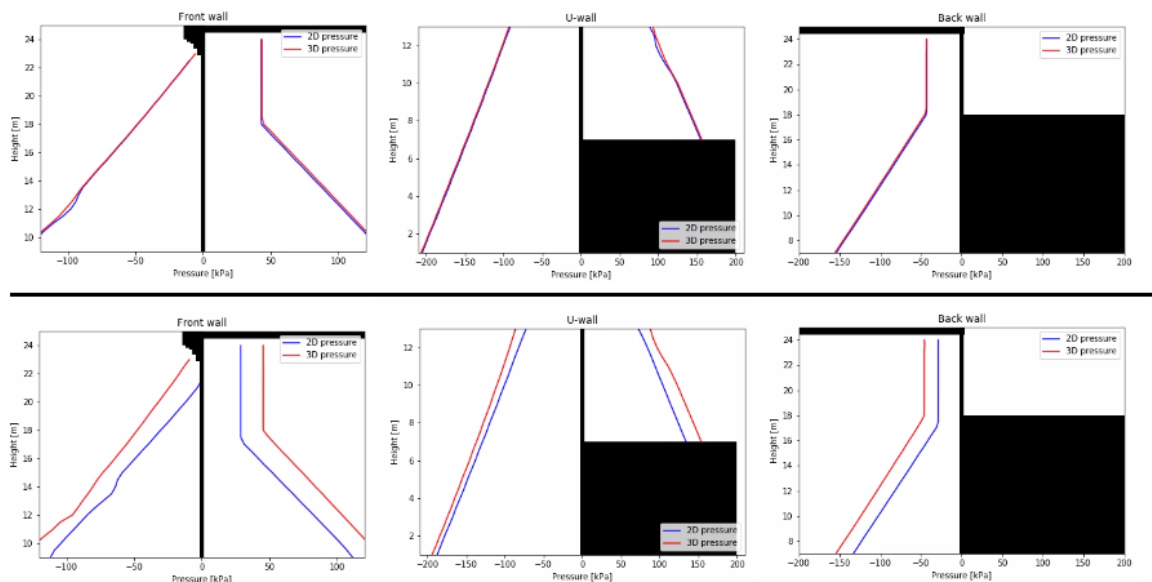 Front wall
24
22
20
18
16
14
12
10
Height [m]
2D pressure
3D pressure
−100 −50 0 50 100
Pressure [kPa]
U-wall
12
10
8
6
4
2
Height [m]
2D pressure
3D pressure
−200 −150 −100 −50 0 50 100 150 200
Pressure [kPa]
Back wall
24
22
20
18
16
14
12
10
8
Height [m]
2D pressure
3D pressure
−200 −150 −100 −50 0 50 100 150 200
Pressure [kPa]
Front wall
24
22
20
18
16
14
12
10
Height [m]
2D pressure
3D pressure
−100 −50 0 50 100
Pressure [kPa]
U-wall
12
10
8
6
4
2
Height [m]
2D pressure
3D pressure
−200 −150 −100 −50 0 50 100 150 200
Pressure [kPa]
Back wall
24
22
20
18
16
14
12
10
8
Height [m]
2D pressure
3D pressure
−200 −150 −100 −50 0 50 100 150 200
Pressure [kPa]